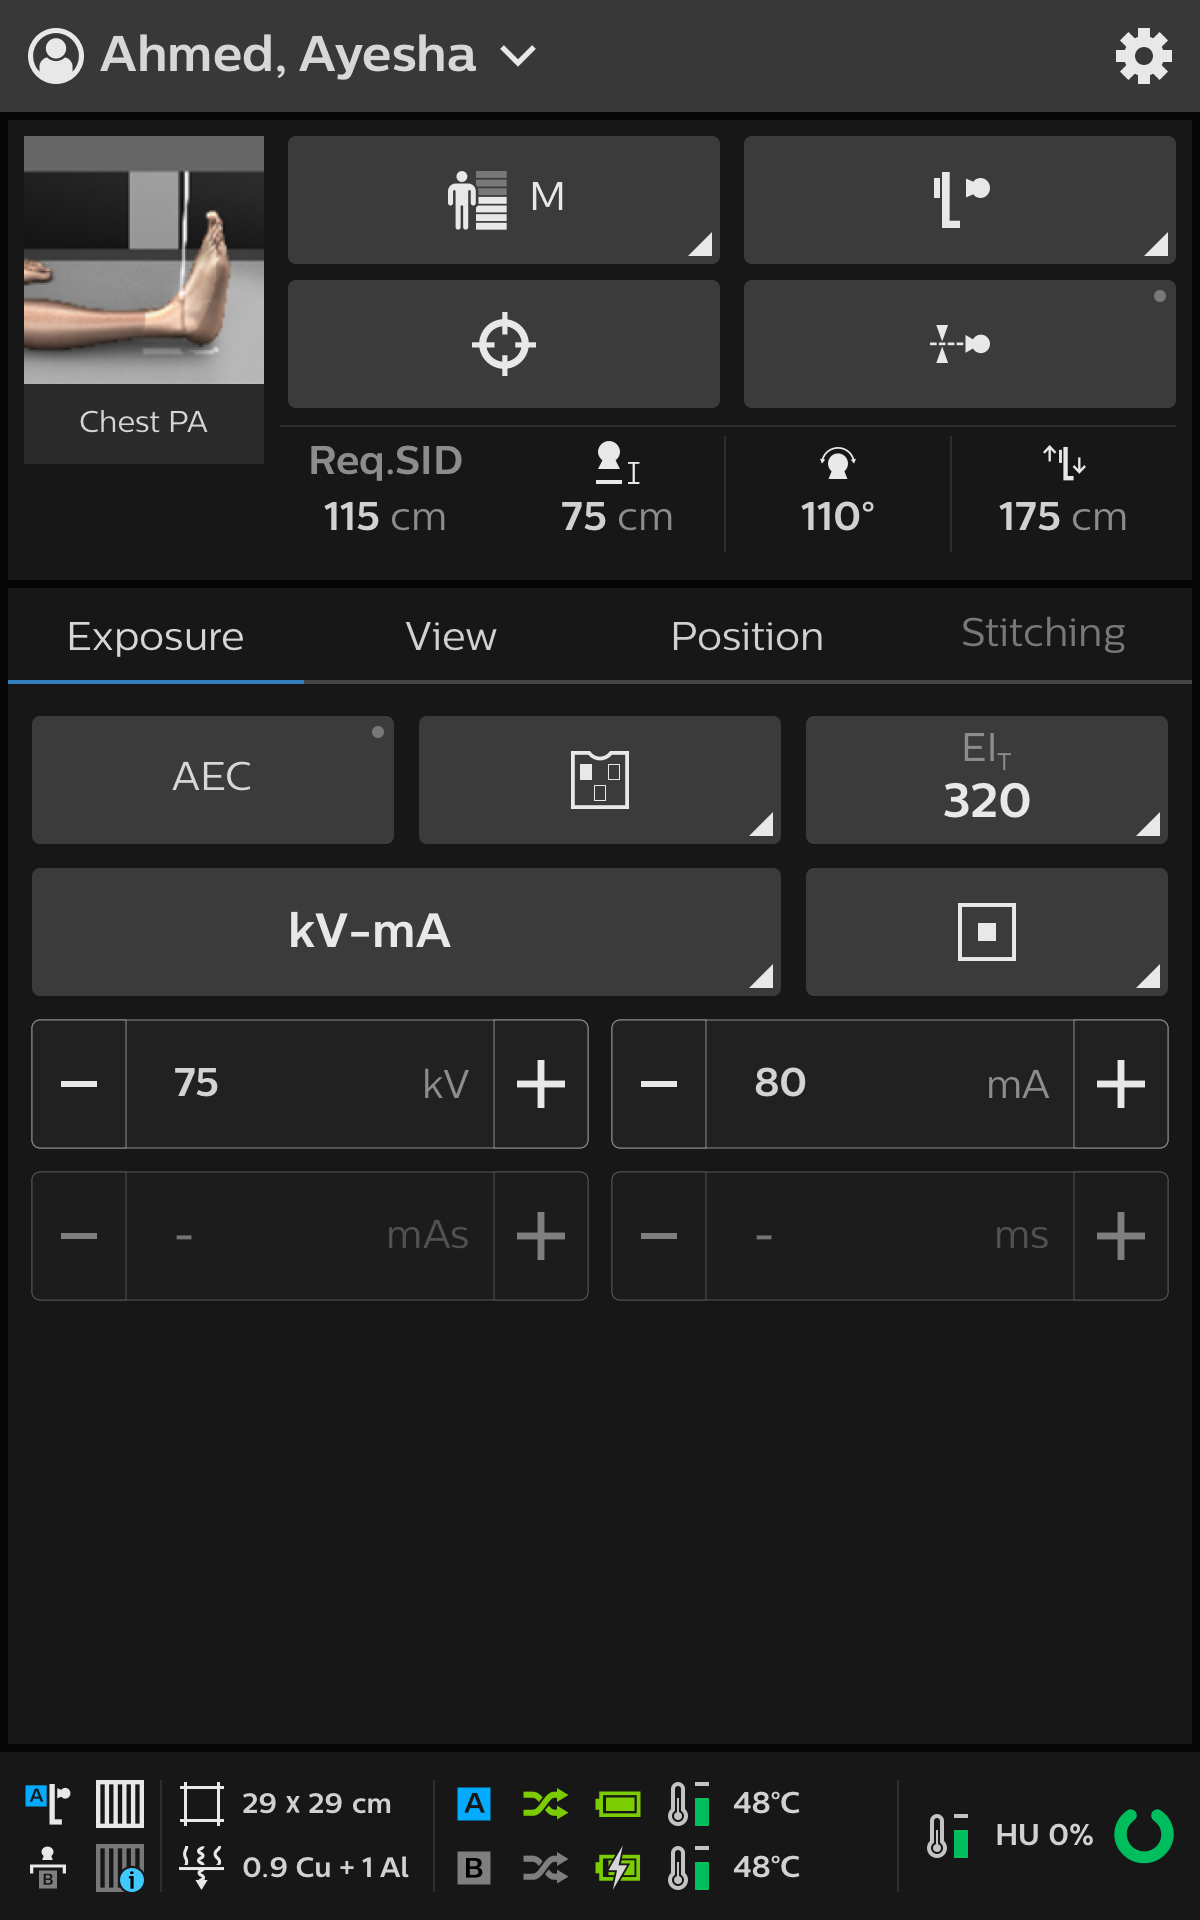 Ahmed, Ayesha
M
Chest PA
Req.SID
115 cm
75 cm
110°
175 cm
Exposure
View
Position
Stitching
AEC
EIT
320
kV-mA
75 kV
80 mA
- mAs
- ms
A
29 x 29 cm
A
48°C
B
i
0.9 Cu + 1 Al
B
48°C
HU 0%